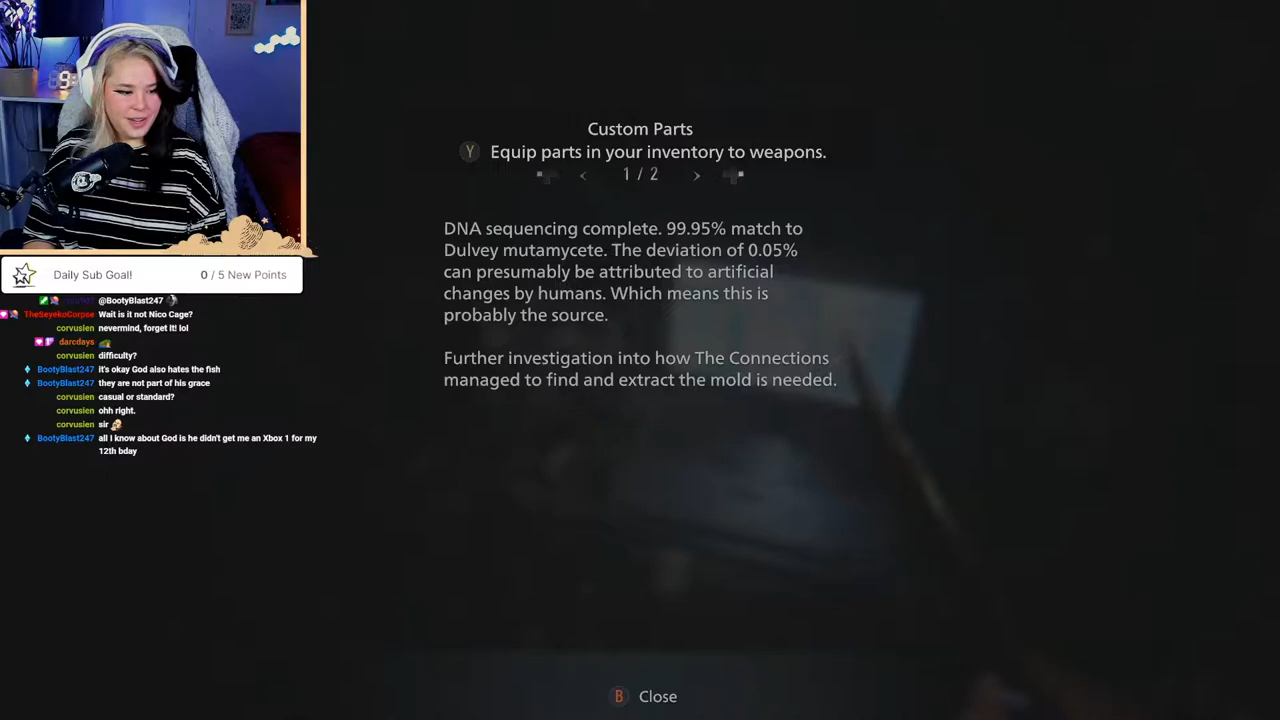 Custom Parts
Y Equip parts in your inventory to weapons.
< 1 / 2 >
DNA sequencing complete. 99.95% match to
Dulvey mutamycete. The deviation of 0.05%
can presumably be attributed to artificial
changes by humans. Which means this is
probably the source.
Further investigation into how The Connections
managed to find and extract the mold is needed.
B Close
9:
Daily Sub Goal! 0 / 5 New Points
@BootyBlast247
TheSeyekoCorpse Wait is it not Nico Cage?
corvusien nevermind, forget it! lol
darcdays
corvusien difficulty?
BootyBlast247 it's okay God also hates the fish
BootyBlast247 they are not part of his grace
corvusien casual or standard?
corvusien ohh right.
corvusien sir
BootyBlast247 all I know about God is he didn't get me an Xbox 1 for my
12th bday